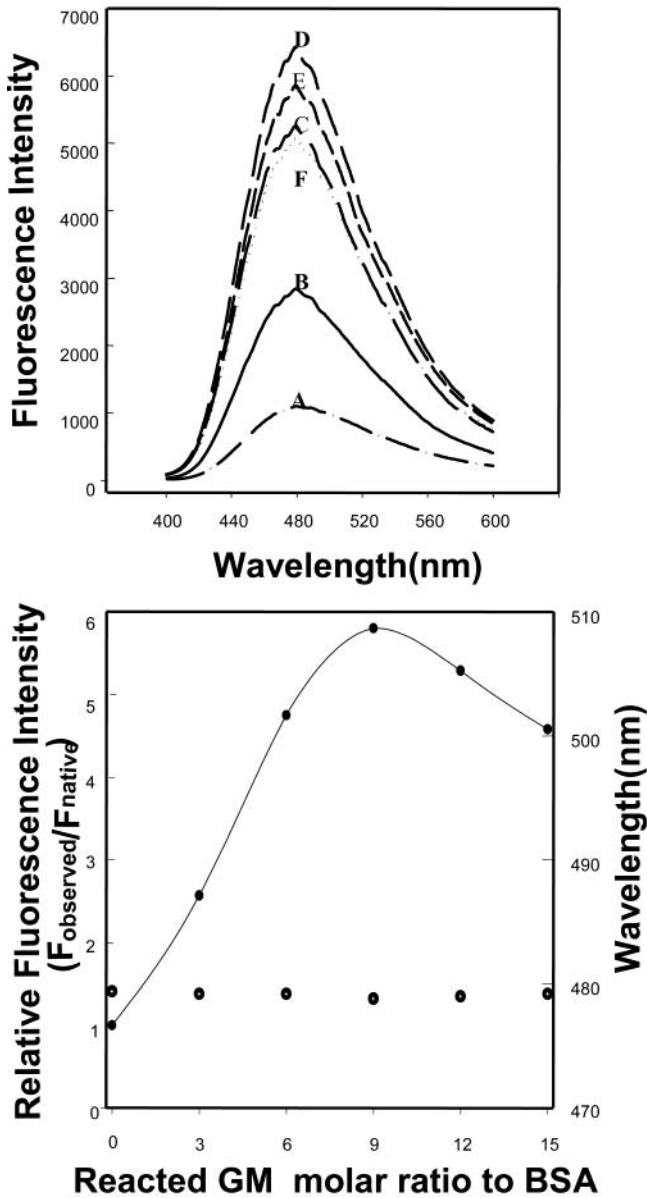 7000
6000
5000
4000
3000
2000
1000
0
Fluorescence Intensity
D
E
C
F
B
A
400 440 480 520 560 600
Wavelength(nm)
6
5
4
3
2
1
0
Relative Fluorescence Intensity
(Fobserved/Fnative)
510
500
490
480
470
Wavelength(nm)
0 3 6 9 12 15
Reacted GM molar ratio to BSA